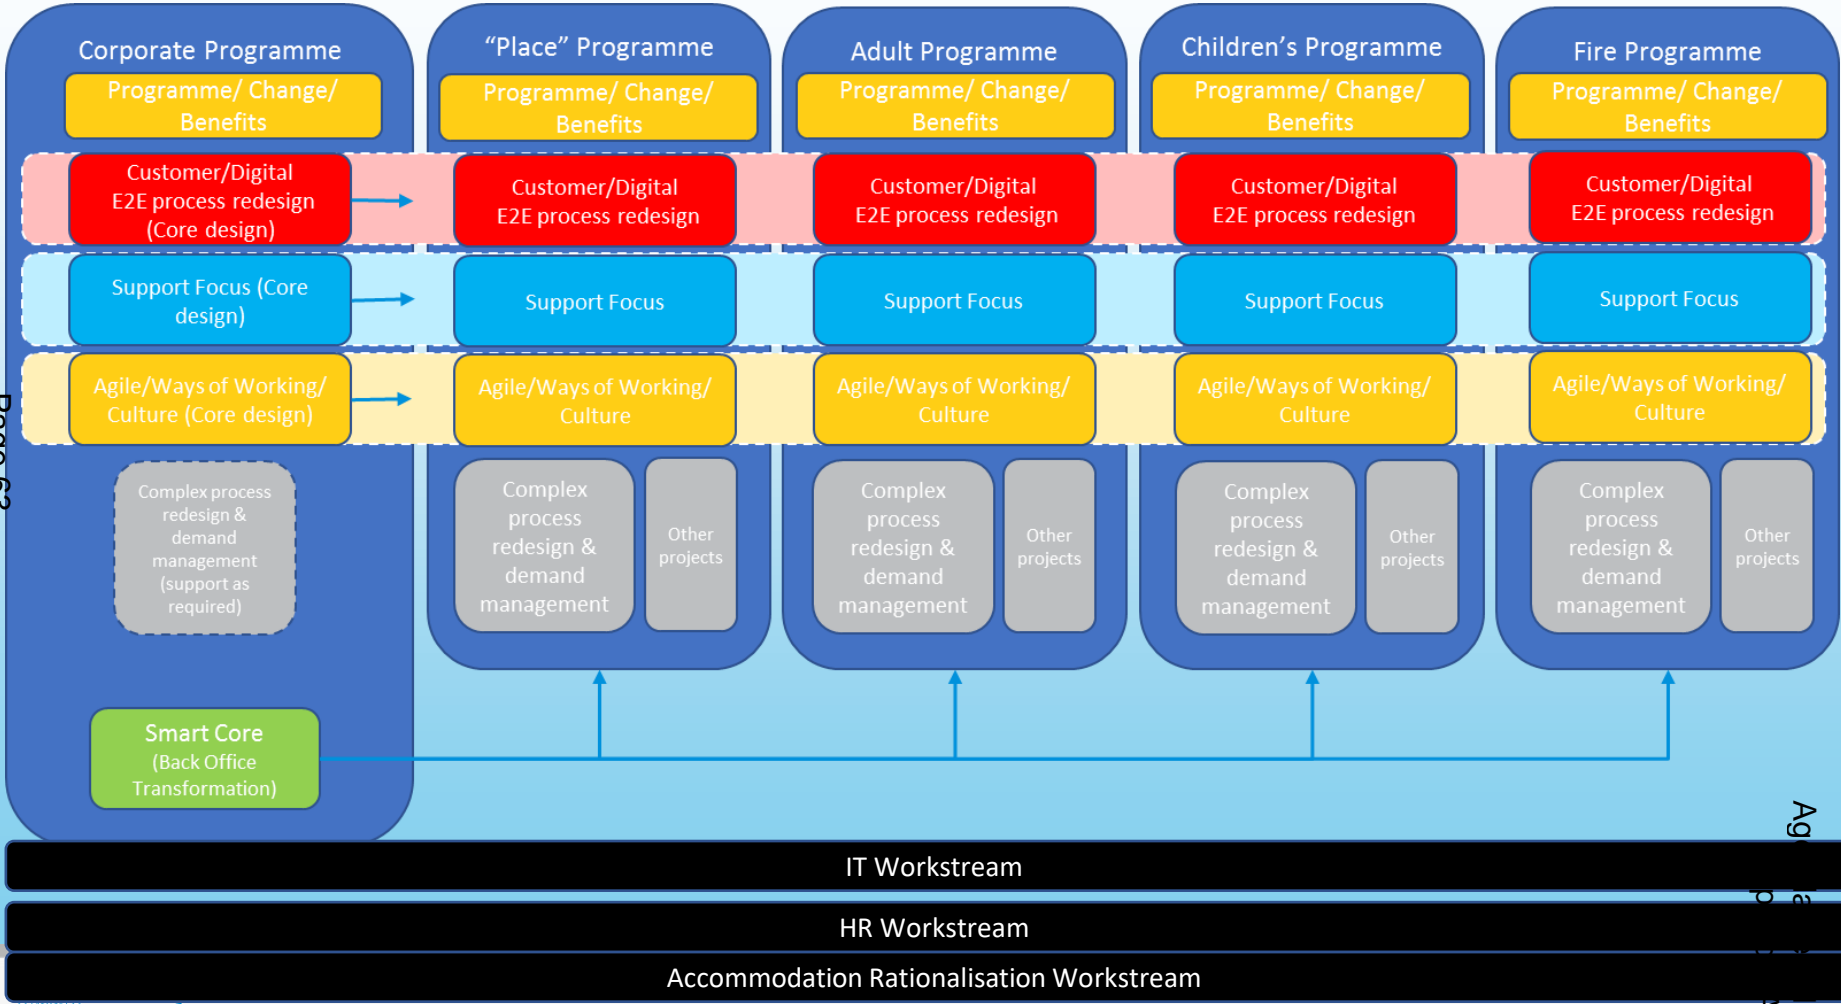 Corporate Programme
"Place" Programme
Adult Programme
Children's Programme
Fire Programme
Programme/ Change/
Benefits
Programme/ Change/
Benefits
Programme/ Change/
Benefits
Programme/ Change/
Benefits
Programme/ Change/
Benefits
Customer/Digital
E2E process redesign
(Core design)
Customer/Digital
E2E process redesign
Customer/Digital
E2E process redesign
Customer/Digital
E2E process redesign
Customer/Digital
E2E process redesign
Support Focus (Core
design)
Support Focus
Support Focus
Support Focus
Support Focus
Agile/Ways of Working/
Culture (Core design)
Agile/Ways of Working/
Culture
Agile/Ways of Working/
Culture
Agile/Ways of Working/
Culture
Agile/Ways of Working/
Culture
Complex process
redesign &
demand
management
(support as
required)
Complex
process
redesign &
demand
management
Other
projects
Complex
process
redesign &
demand
management
Other
projects
Complex
process
redesign &
demand
management
Other
projects
Complex
process
redesign &
demand
management
Other
projects
Smart Core
(Back Office
Transformation)
IT Workstream
HR Workstream
Accommodation Rationalisation Workstream